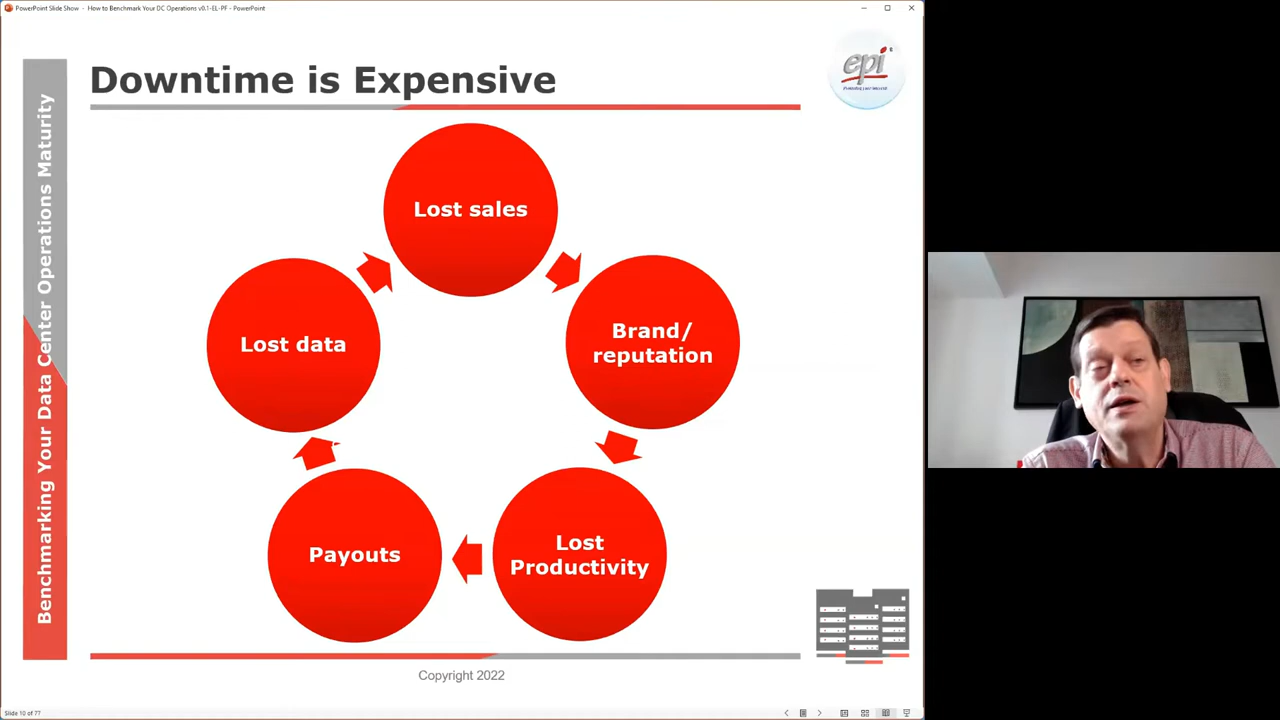 PowerPoint Slide Show - How to Benchmark Your DC Operations v0.1-EL-PF - PowerPoint
Downtime is Expensive
epi
Benchmarking Your Data Center Operations Maturity
Lost sales
Brand/
reputation
Lost data
Payouts
Lost
Productivity
Copyright 2022
Slide 10 of 77